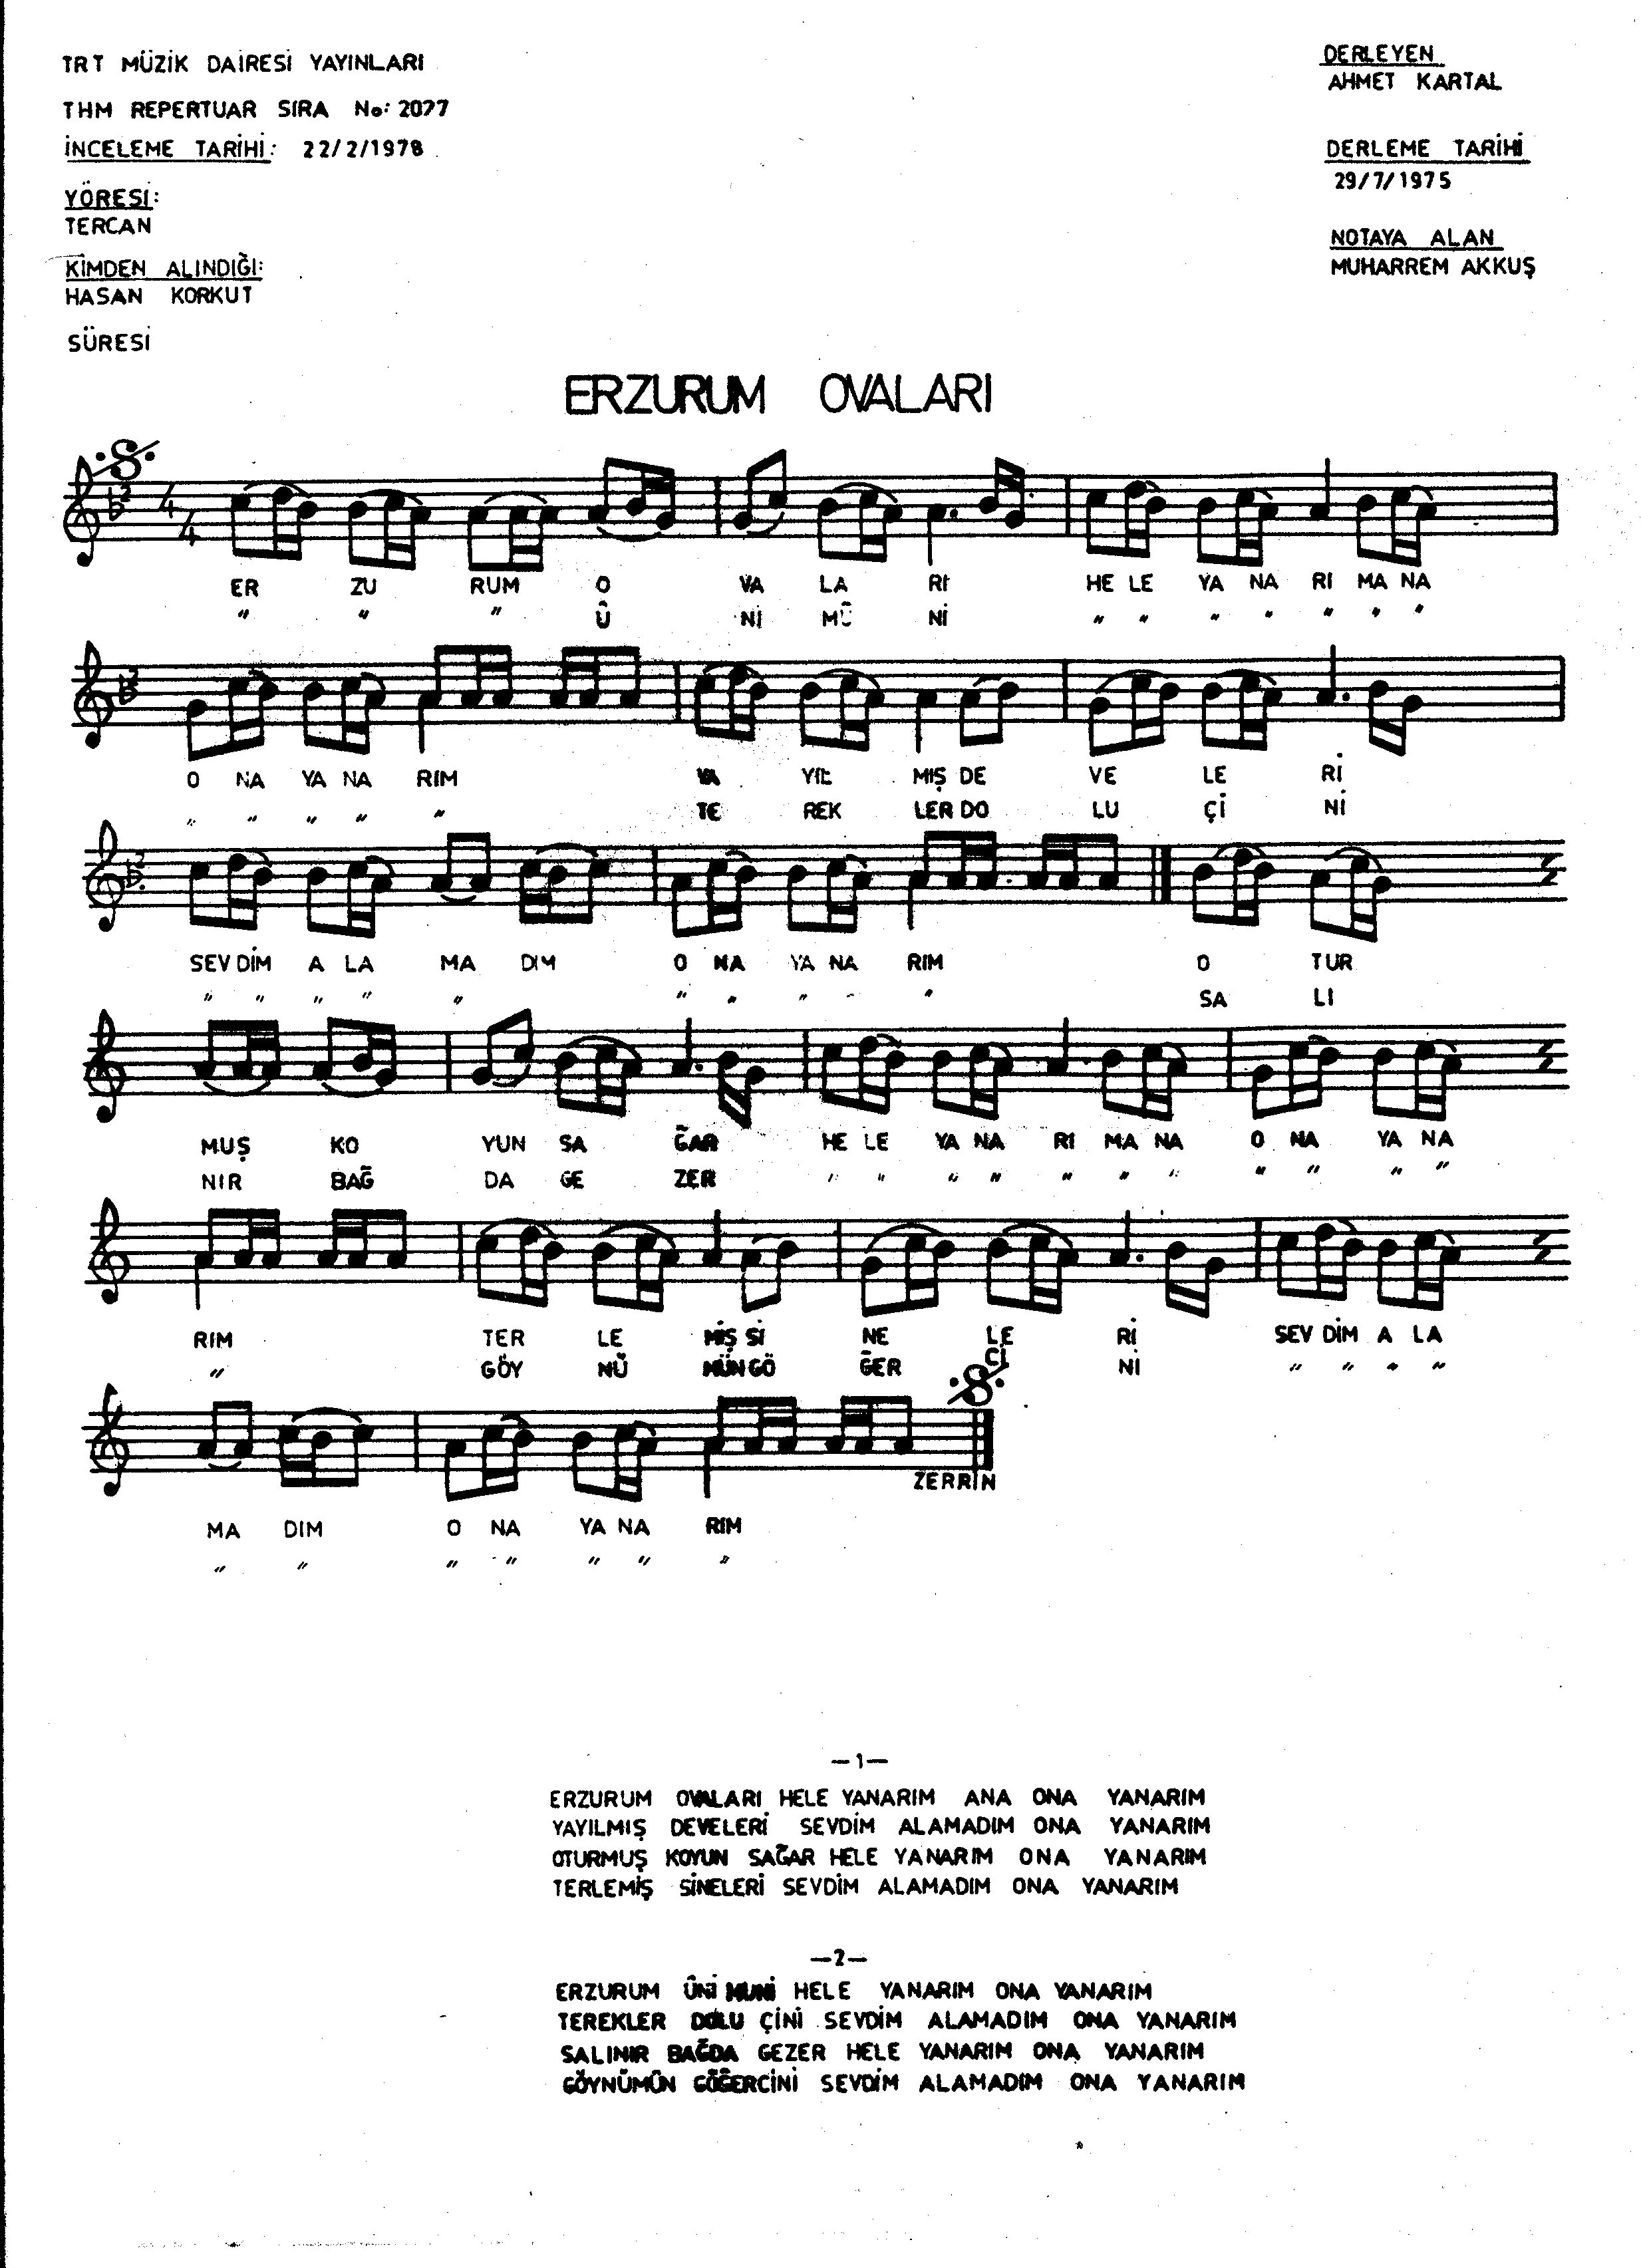 TRT MÜZİK DAİRESİ YAYINLARI
THM REPERTUAR SIRA No: 2077
İNCELEME TARİHİ: 22/2/1978
YÖRESI:
TERCAN
KİMDEN ALINDIĞI:
HASAN KORKUT
SÜRESİ
DERLEYEN
AHMET KARTAL
DERLEME TARİHİ
29/7/1975
NOTAYA ALAN
MUHARREM AKKUŞ
ERZURUM OVALARI
4
4
ER ZU RUM O VA LA RI HE LE YA NA RI MA NA
" " " Ü Nİ MÜ Nİ " " " " " " "
O NA YA NA RIM YA YIL MIŞ DE VE LE Rİ
" " " " " TE REK LER DO LU Çİ Nİ
SEV DİM A LA MA DIM O NA YA NA RIM O TUR
" " " " " " " " " " SA LI
MUŞ KO YUN SA ĞAR HE LE YA NA RI MA NA O NA YA NA
NIR BAĞ DA GE ZER " " " " " " " " " " "
RIM TER LE MİŞ Sİ NE LE Rİ SEV DİM A LA
" GÖY NÜ MÜN GÖ ĞER Cİ Nİ " " " "
ZERRİN
MA DIM O NA YA NA RIM
" " " " " " "
—1—
ERZURUM OVALARI HELE YANARIM ANA ONA YANARIM
YAYILMIŞ DEVELERİ SEVDİM ALAMADIM ONA YANARIM
OTURMUŞ KOYUN SAĞAR HELE YANARIM ONA YANARIM
TERLEMİŞ SİNELERİ SEVDİM ALAMADIM ONA YANARIM
—2—
ERZURUM ÜNİ MUNİ HELE YANARIM ONA YANARIM
TEREKLER DOLU ÇİNİ SEVDİM ALAMADIM ONA YANARIM
SALINIR BAĞDA GEZER HELE YANARIM ONA YANARIM
GÖYNÜMÜN GÖĞERCİNİ SEVDİM ALAMADIM ONA YANARIM